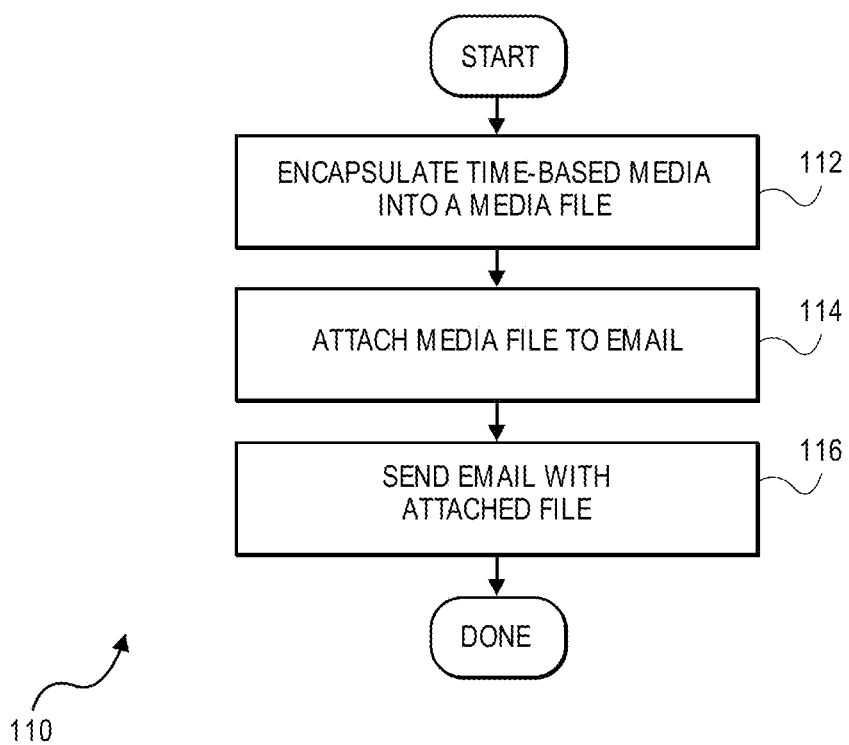 START
ENCAPSULATE TIME-BASED MEDIA
INTO A MEDIA FILE
112
ATTACH MEDIA FILE TO EMAIL
114
SEND EMAIL WITH
ATTACHED FILE
116
DONE
110